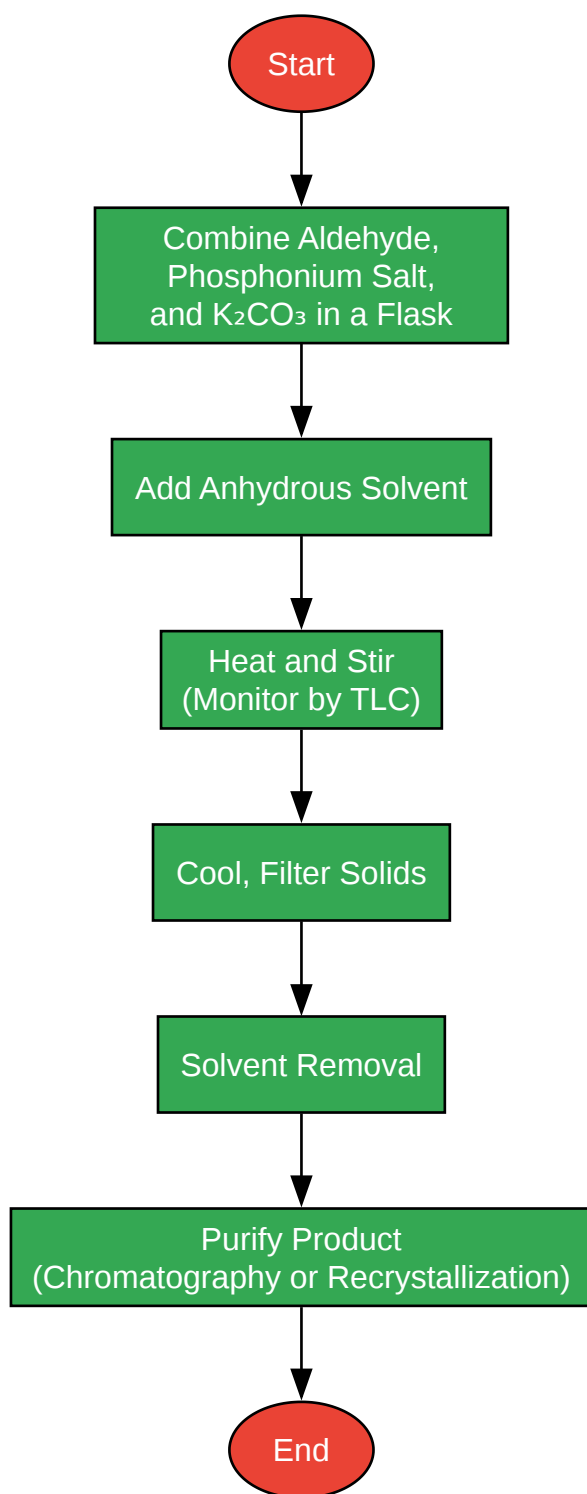 Start
Combine Aldehyde,
Phosphonium Salt,
and K₂CO₃ in a Flask
Add Anhydrous Solvent
Heat and Stir
(Monitor by TLC)
Cool, Filter Solids
Solvent Removal
Purify Product
(Chromatography or Recrystallization)
End